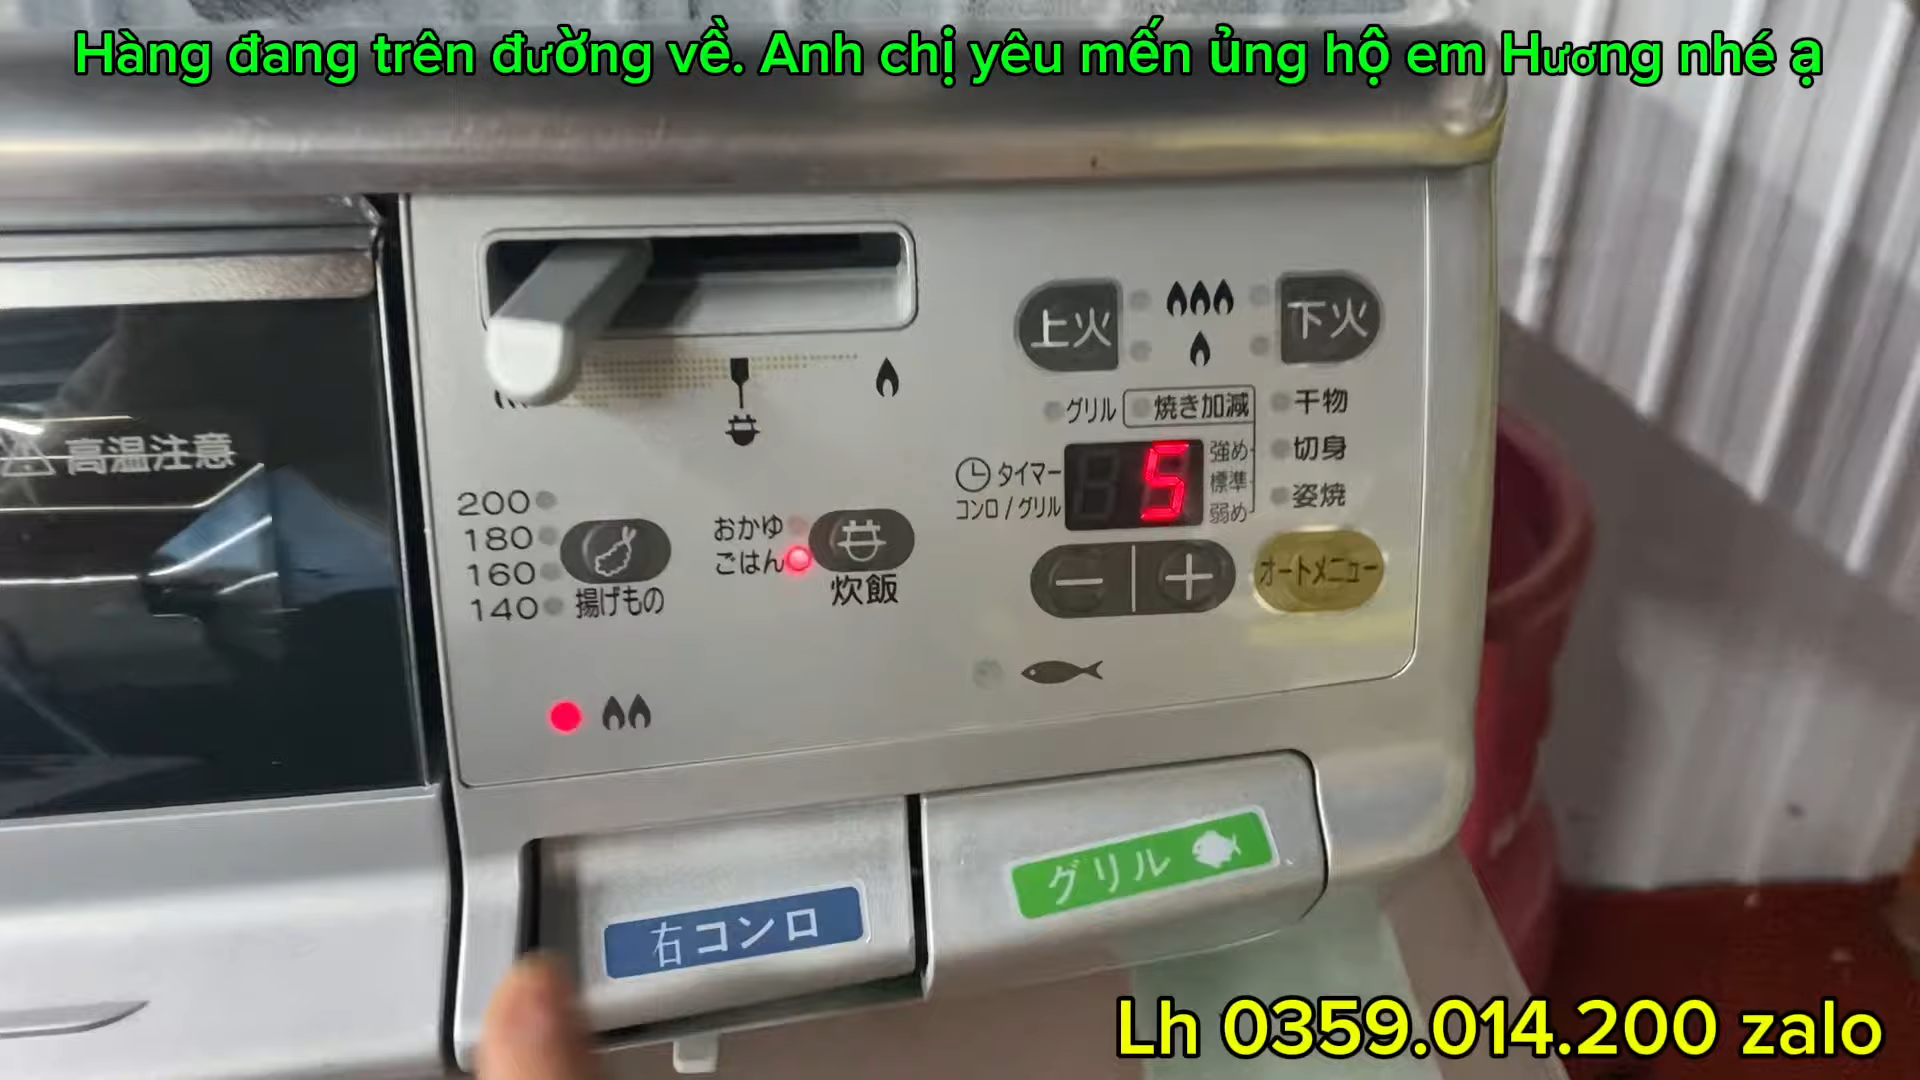 Hàng đang trên đường về. Anh chị yêu mến ủng hộ em Hương nhé ạ
上火
下火
グリル
焼き加減
干物
高温注意
タイマー
コンロ/グリル
5
強め
標準
弱め
切身
姿焼
200
180
160
140
揚げもの
おかゆ
ごはん
炊飯
オートメニュー
右コンロ
グリル
Lh 0359.014.200 zalo